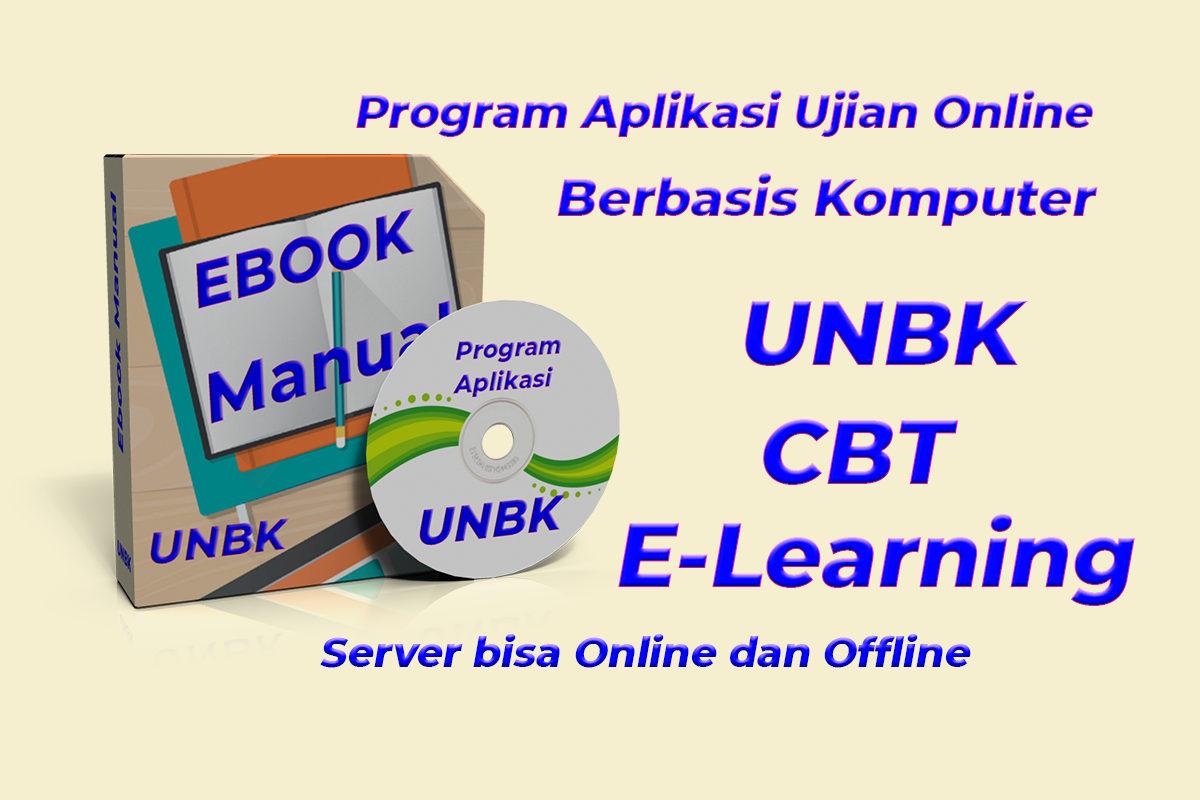 Program Aplikasi Ujian Online
Berbasis Komputer
UNBK
CBT
E-Learning
Server bisa Online dan Offline
EBOOK
Manual
UNBK
Ebook Manual
UNBK
Program
Aplikasi
UNBK